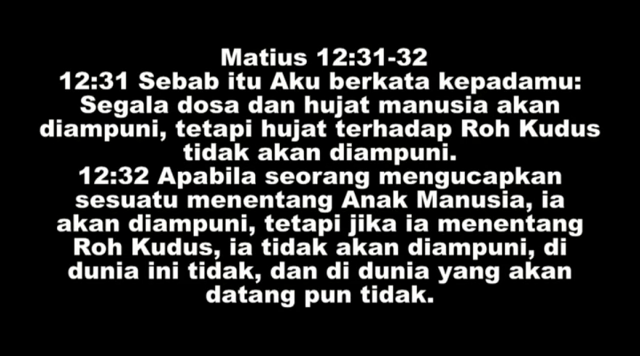 Matius 12:31-32
12:31 Sebab itu Aku berkata kepadamu:
Segala dosa dan hujat manusia akan
diampuni, tetapi hujat terhadap Roh Kudus
tidak akan diampuni.
12:32 Apabila seorang mengucapkan
sesuatu menentang Anak Manusia, ia
akan diampuni, tetapi jika ia menentang
Roh Kudus, ia tidak akan diampuni, di
dunia ini tidak, dan di dunia yang akan
datang pun tidak.